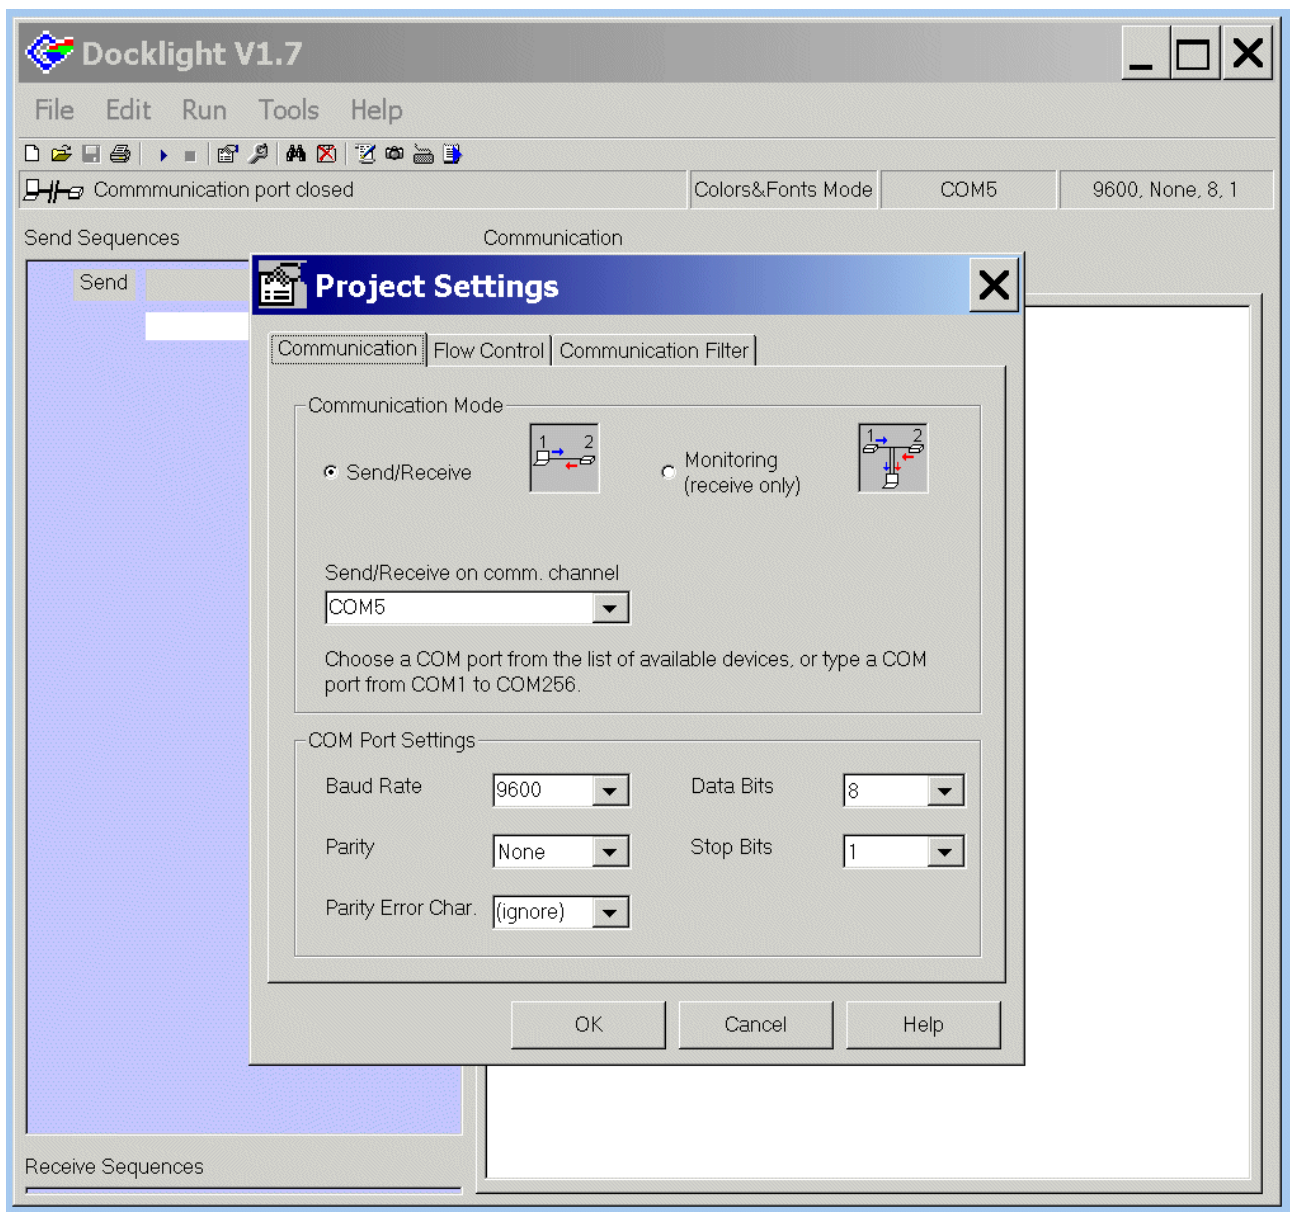 Docklight V1.7
File Edit Run Tools Help
Commmunication port closed Colors&Fonts Mode COM5 9600, None, 8, 1
Send Sequences Communication
Send
Project Settings
Communication Flow Control Communication Filter
Communication Mode
1 2
1 2
Send/Receive
Monitoring
(receive only)
Send/Receive on comm. channel
COM5
Choose a COM port from the list of available devices, or type a COM
port from COM1 to COM256.
COM Port Settings
Baud Rate 9600 Data Bits 8
Parity None Stop Bits 1
Parity Error Char. (ignore)
OK Cancel Help
Receive Sequences